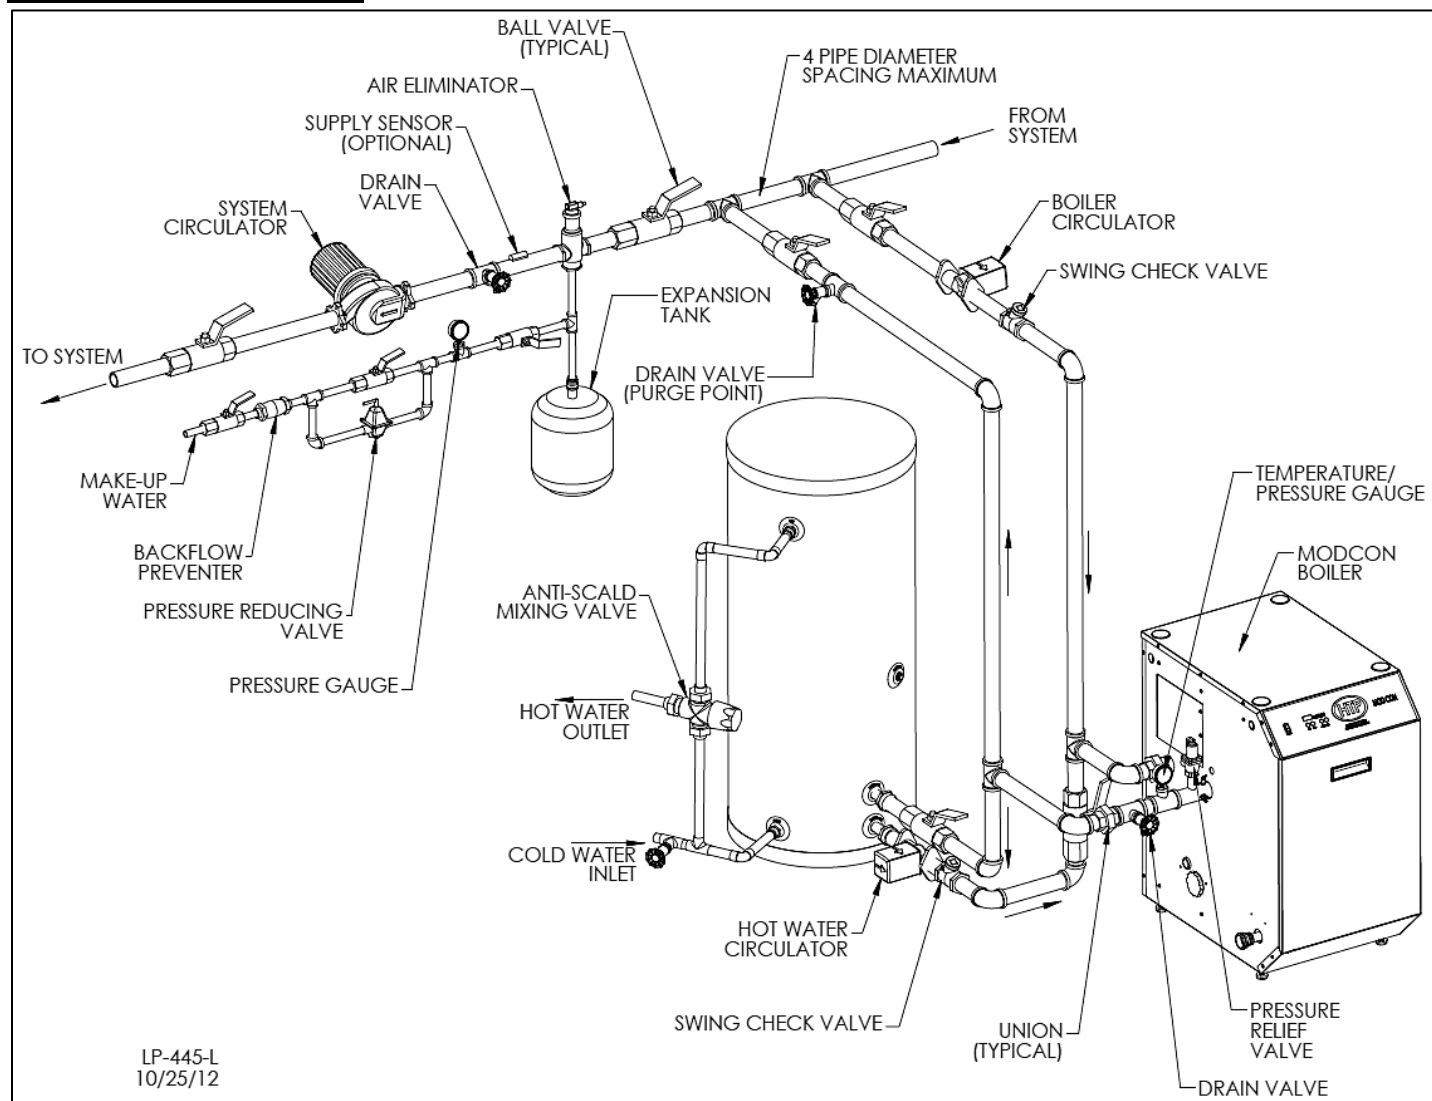 BALL VALVE
(TYPICAL)
4 PIPE DIAMETER
SPACING MAXIMUM
AIR ELIMINATOR
FROM
SYSTEM
SUPPLY SENSOR
(OPTIONAL)
DRAIN
VALVE
SYSTEM
CIRCULATOR
BOILER
CIRCULATOR
SWING CHECK VALVE
EXPANSION
TANK
TO SYSTEM
DRAIN VALVE
(PURGE POINT)
MAKE-UP
WATER
TEMPERATURE/
PRESSURE GAUGE
BACKFLOW
PREVENTER
MODCON
BOILER
ANTI-SCALD
MIXING VALVE
PRESSURE REDUCING
VALVE
PRESSURE GAUGE
HOT WATER
OUTLET
HTP
MOD CON
COLD WATER
INLET
HOT WATER
CIRCULATOR
SWING CHECK VALVE
UNION
(TYPICAL)
PRESSURE
RELIEF
VALVE
DRAIN VALVE
LP-445-L
10/25/12